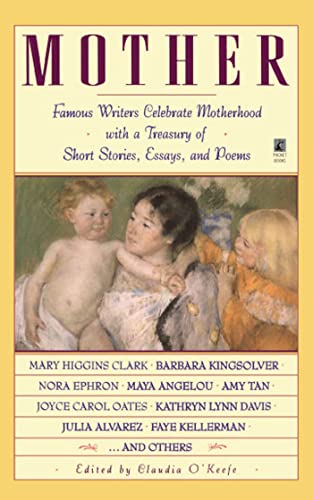 MOTHER
Famous Writers Celebrate Motherhood
· with a Treasury of ·
Short Stories, Essays, and Poems
POCKET
BOOKS
MARY HIGGINS CLARK · BARBARA KINGSOLVER
NORA EPHRON · MAYA ANGELOU · AMY TAN
JOYCE CAROL OATES · KATHRYN LYNN DAVIS
JULIA ALVAREZ · FAYE KELLERMAN
· ...AND OTHERS ·
Edited by Claudia O'Keefe